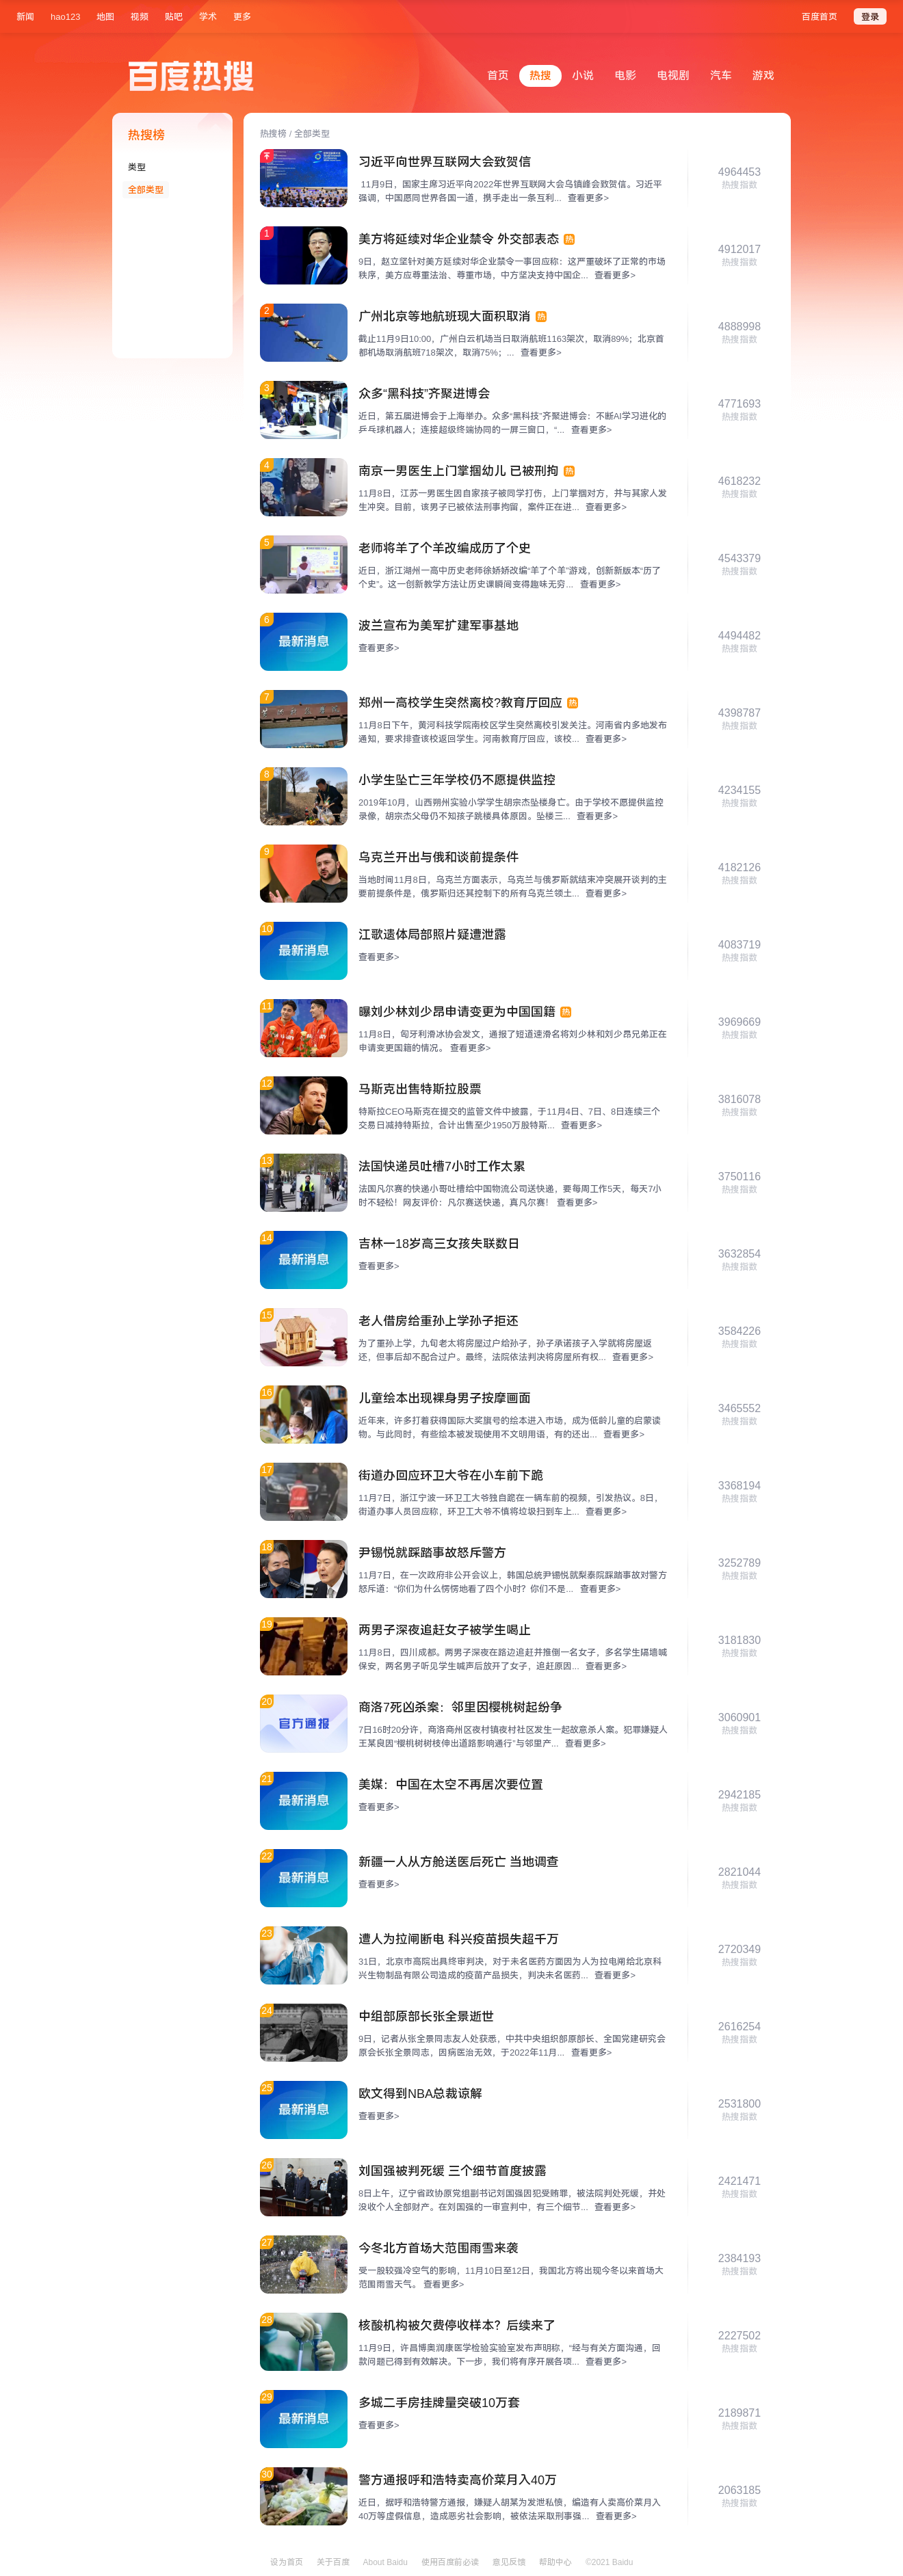 新闻 hao123 地图 视频 贴吧 学术 更多 百度首页 登录
百度热搜
首页 热搜 小说 电影 电视剧 汽车 游戏
热搜榜
类型
全部类型
热搜榜 / 全部类型
习近平向世界互联网大会致贺信
11月9日，国家主席习近平向2022年世界互联网大会乌镇峰会致贺信。习近平
强调，中国愿同世界各国一道，携手走出一条互利... 查看更多>
4964453
热搜指数
1
美方将延续对华企业禁令 外交部表态 热
9日，赵立坚针对美方延续对华企业禁令一事回应称：这严重破坏了正常的市场
秩序，美方应尊重法治、尊重市场，中方坚决支持中国企... 查看更多>
4912017
热搜指数
2
广州北京等地航班现大面积取消 热
截止11月9日10:00，广州白云机场当日取消航班1163架次，取消89%；北京首
都机场取消航班718架次，取消75%；... 查看更多>
4888998
热搜指数
3
众多“黑科技”齐聚进博会
近日，第五届进博会于上海举办。众多“黑科技”齐聚进博会：不断AI学习进化的
乒乓球机器人；连接超级终端协同的一屏三窗口，“... 查看更多>
4771693
热搜指数
4
南京一男医生上门掌掴幼儿 已被刑拘 热
11月8日，江苏一男医生因自家孩子被同学打伤，上门掌掴对方，并与其家人发
生冲突。目前，该男子已被依法刑事拘留，案件正在进... 查看更多>
4618232
热搜指数
5
老师将羊了个羊改编成历了个史
近日，浙江湖州一高中历史老师徐娇娇改编“羊了个羊”游戏，创新新版本“历了
个史”。这一创新教学方法让历史课瞬间变得趣味无穷... 查看更多>
4543379
热搜指数
6
最新消息
波兰宣布为美军扩建军事基地
查看更多>
4494482
热搜指数
7
郑州一高校学生突然离校?教育厅回应 热
11月8日下午，黄河科技学院南校区学生突然离校引发关注。河南省内多地发布
通知，要求排查该校返回学生。河南教育厅回应，该校... 查看更多>
4398787
热搜指数
8
小学生坠亡三年学校仍不愿提供监控
2019年10月，山西朔州实验小学学生胡宗杰坠楼身亡。由于学校不愿提供监控
录像，胡宗杰父母仍不知孩子跳楼具体原因。坠楼三... 查看更多>
4234155
热搜指数
9
乌克兰开出与俄和谈前提条件
当地时间11月8日，乌克兰方面表示，乌克兰与俄罗斯就结束冲突展开谈判的主
要前提条件是，俄罗斯归还其控制下的所有乌克兰领土... 查看更多>
4182126
热搜指数
10
最新消息
江歌遗体局部照片疑遭泄露
查看更多>
4083719
热搜指数
11
曝刘少林刘少昂申请变更为中国国籍 热
11月8日，匈牙利滑冰协会发文，通报了短道速滑名将刘少林和刘少昂兄弟正在
申请变更国籍的情况。 查看更多>
3969669
热搜指数
12
马斯克出售特斯拉股票
特斯拉CEO马斯克在提交的监管文件中披露，于11月4日、7日、8日连续三个
交易日减持特斯拉，合计出售至少1950万股特斯... 查看更多>
3816078
热搜指数
13
法国快递员吐槽7小时工作太累
法国凡尔赛的快递小哥吐槽给中国物流公司送快递，要每周工作5天，每天7小
时不轻松！网友评价：凡尔赛送快递，真凡尔赛！ 查看更多>
3750116
热搜指数
14
最新消息
吉林一18岁高三女孩失联数日
查看更多>
3632854
热搜指数
15
老人借房给重孙上学孙子拒还
为了重孙上学，九旬老太将房屋过户给孙子，孙子承诺孩子入学就将房屋返
还，但事后却不配合过户。最终，法院依法判决将房屋所有权... 查看更多>
3584226
热搜指数
16
儿童绘本出现裸身男子按摩画面
近年来，许多打着获得国际大奖旗号的绘本进入市场，成为低龄儿童的启蒙读
物。与此同时，有些绘本被发现使用不文明用语，有的还出... 查看更多>
3465552
热搜指数
17
街道办回应环卫大爷在小车前下跪
11月7日，浙江宁波一环卫工大爷独自跪在一辆车前的视频，引发热议。8日，
街道办事人员回应称，环卫工大爷不慎将垃圾扫到车上... 查看更多>
3368194
热搜指数
18
尹锡悦就踩踏事故怒斥警方
11月7日，在一次政府非公开会议上，韩国总统尹锡悦就梨泰院踩踏事故对警方
怒斥道：“你们为什么愣愣地看了四个小时？你们不是... 查看更多>
3252789
热搜指数
19
两男子深夜追赶女子被学生喝止
11月8日，四川成都。两男子深夜在路边追赶并推倒一名女子，多名学生隔墙喊
保安，两名男子听见学生喊声后放开了女子，追赶原因... 查看更多>
3181830
热搜指数
20
官方通报
商洛7死凶杀案：邻里因樱桃树起纷争
7日16时20分许，商洛商州区夜村镇夜村社区发生一起故意杀人案。犯罪嫌疑人
王某良因“樱桃树树枝伸出道路影响通行”与邻里产... 查看更多>
3060901
热搜指数
21
最新消息
美媒：中国在太空不再居次要位置
查看更多>
2942185
热搜指数
22
最新消息
新疆一人从方舱送医后死亡 当地调查
查看更多>
2821044
热搜指数
23
遭人为拉闸断电 科兴疫苗损失超千万
31日，北京市高院出具终审判决，对于未名医药方面因为人为拉电闸给北京科
兴生物制品有限公司造成的疫苗产品损失，判决未名医药... 查看更多>
2720349
热搜指数
24
中组部原部长张全景逝世
9日，记者从张全景同志友人处获悉，中共中央组织部原部长、全国党建研究会
原会长张全景同志，因病医治无效，于2022年11月... 查看更多>
2616254
热搜指数
25
最新消息
欧文得到NBA总裁谅解
查看更多>
2531800
热搜指数
26
刘国强被判死缓 三个细节首度披露
8日上午，辽宁省政协原党组副书记刘国强因犯受贿罪，被法院判处死缓，并处
没收个人全部财产。在刘国强的一审宣判中，有三个细节... 查看更多>
2421471
热搜指数
27
今冬北方首场大范围雨雪来袭
受一股较强冷空气的影响，11月10日至12日，我国北方将出现今冬以来首场大
范围雨雪天气。 查看更多>
2384193
热搜指数
28
核酸机构被欠费停收样本？后续来了
11月9日，许昌博奥润康医学检验实验室发布声明称，“经与有关方面沟通，回
款问题已得到有效解决。下一步，我们将有序开展各项... 查看更多>
2227502
热搜指数
29
最新消息
多城二手房挂牌量突破10万套
查看更多>
2189871
热搜指数
30
警方通报呼和浩特卖高价菜月入40万
近日，据呼和浩特警方通报，嫌疑人胡某为发泄私愤，编造有人卖高价菜月入
40万等虚假信息，造成恶劣社会影响，被依法采取刑事强... 查看更多>
2063185
热搜指数
设为首页 关于百度 About Baidu 使用百度前必读 意见反馈 帮助中心 ©2021 Baidu